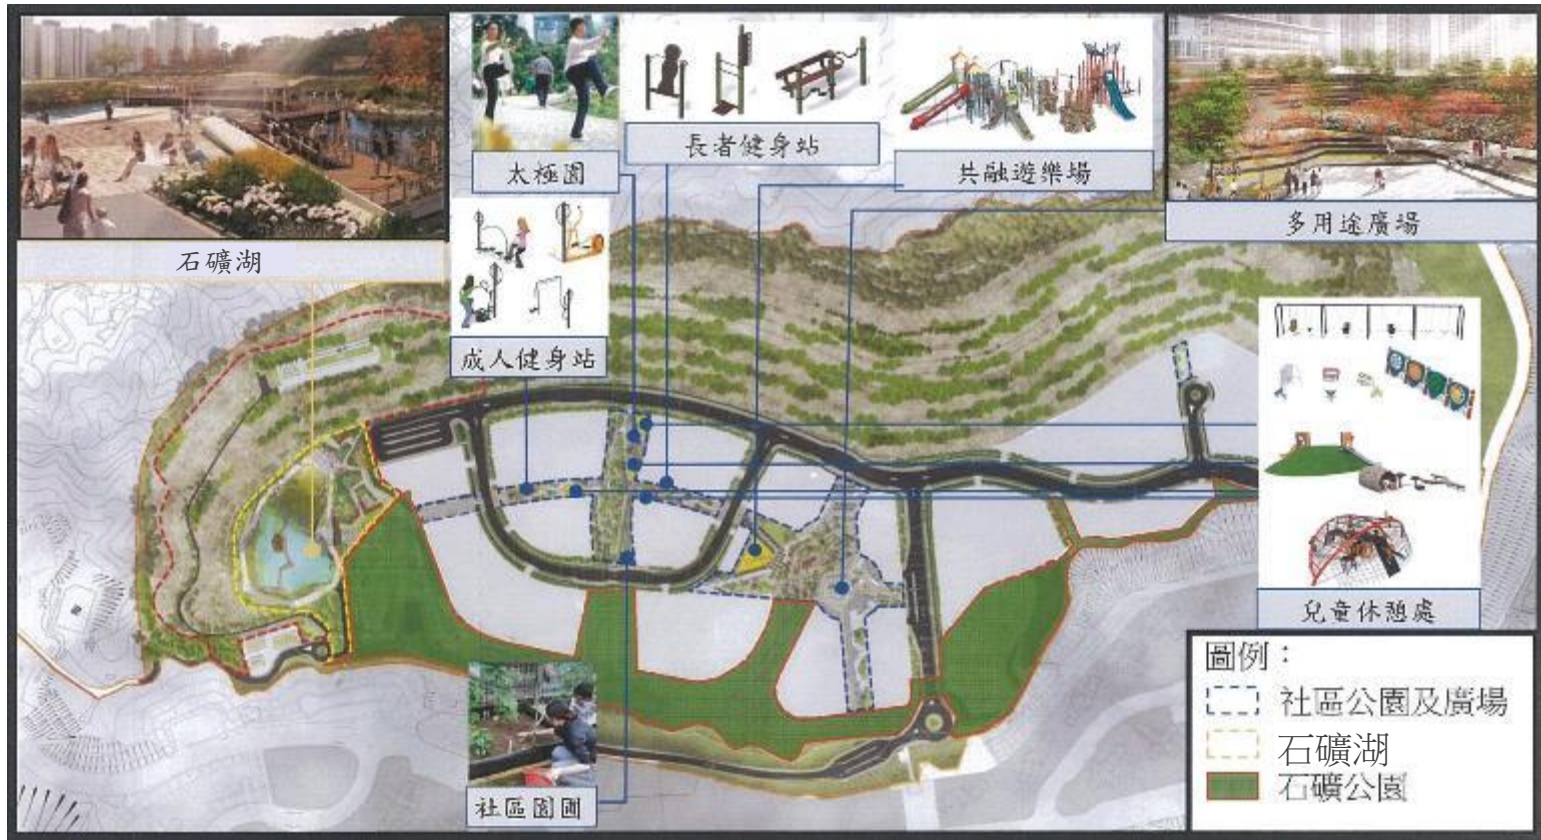 太極園
長者健身站
共融遊樂場
多用途廣場
石礦湖
成人健身站
兒童休憩處
社區園圃
圖例：
社區公園及廣場
石礦湖
石礦公園